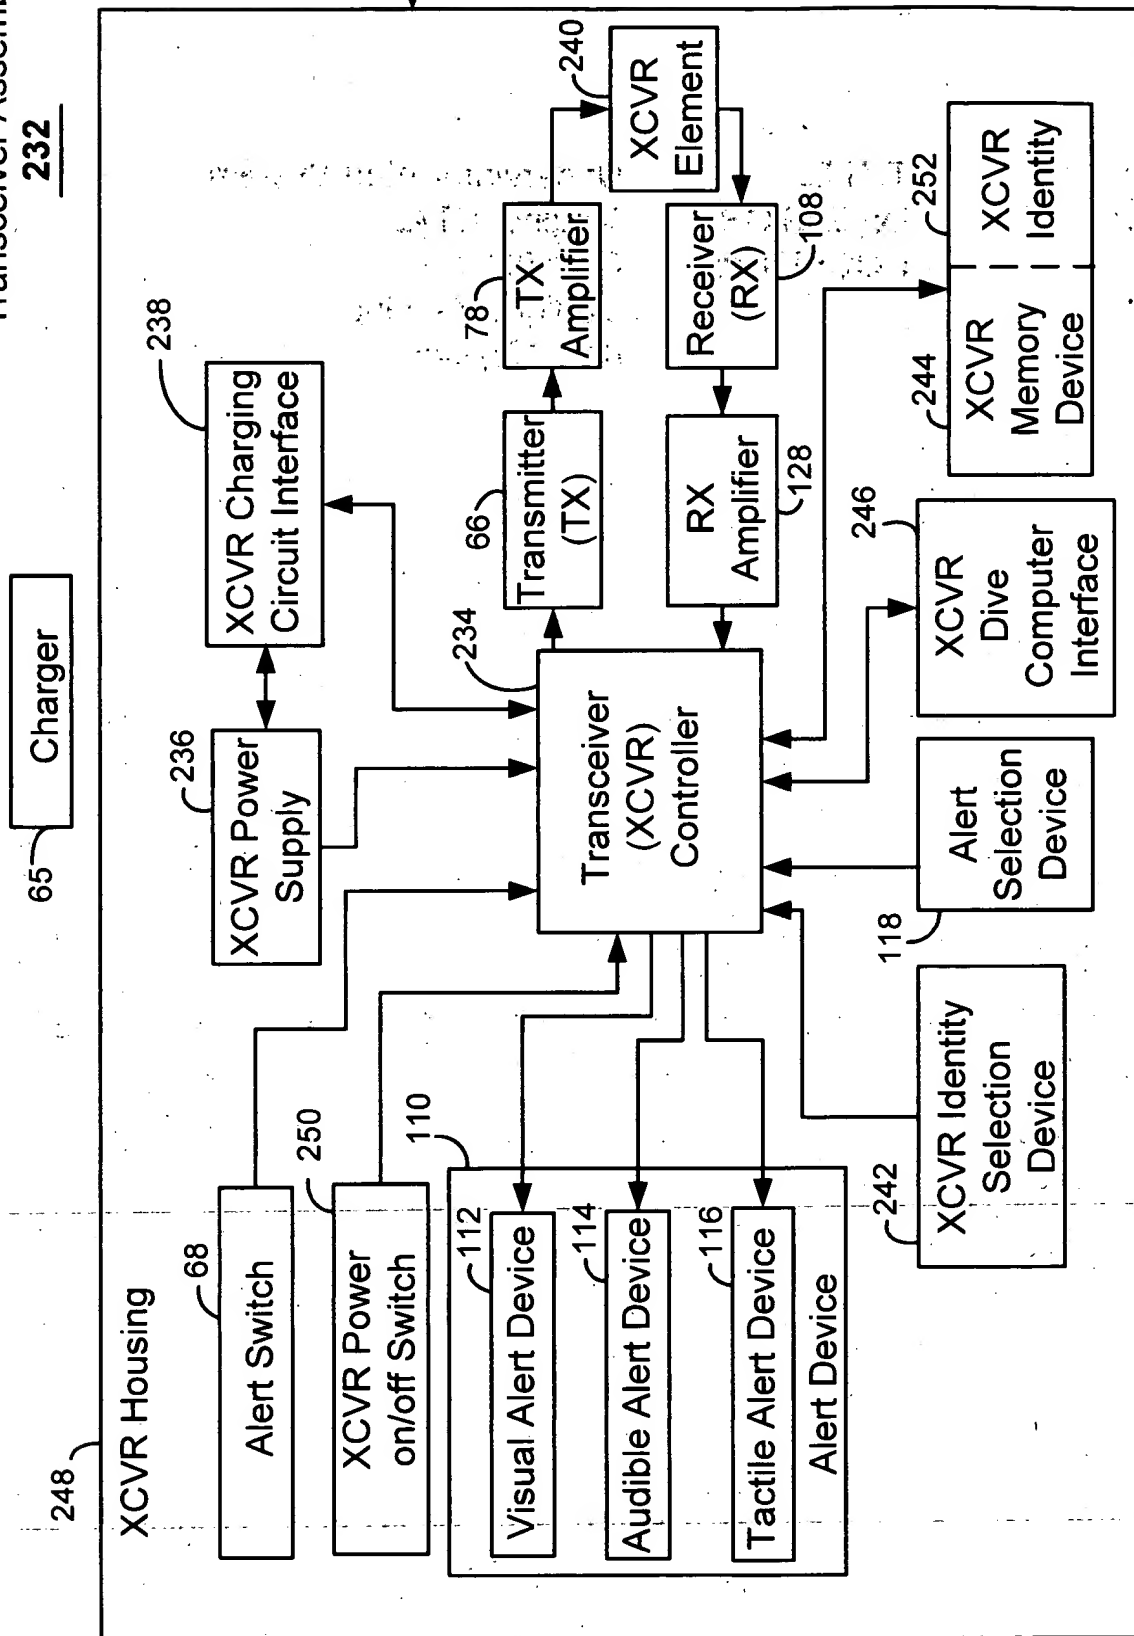 Transceiver
232
Charger
65
248
XCVR Housing
68
Alert Switch
250
XCVR Power
on/off Switch
110
112
Visual Alert Device
114
Audible Alert Device
116
Tactile Alert Device
Alert Device
236
XCVR Power
Supply
238
XCVR Charging
Circuit Interface
234
Transceiver
(XCVR)
Controller
66
Transmitter
(TX)
78
TX
Amplifier
240
XCVR
Element
Receiver
(RX)
108
RX
Amplifier
128
242
XCVR Identity
Selection
Device
118
Alert
Selection
Device
246
XCVR
Dive
Computer
Interface
244
XCVR
Memory
Device
252
XCVR
Identity